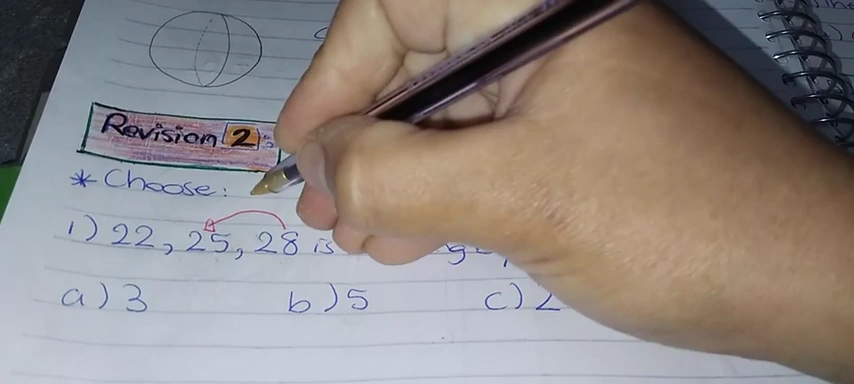 Revision 2:
* Choose:
1) 22, 25, 28 is
a) 3 b) 5 c) 2